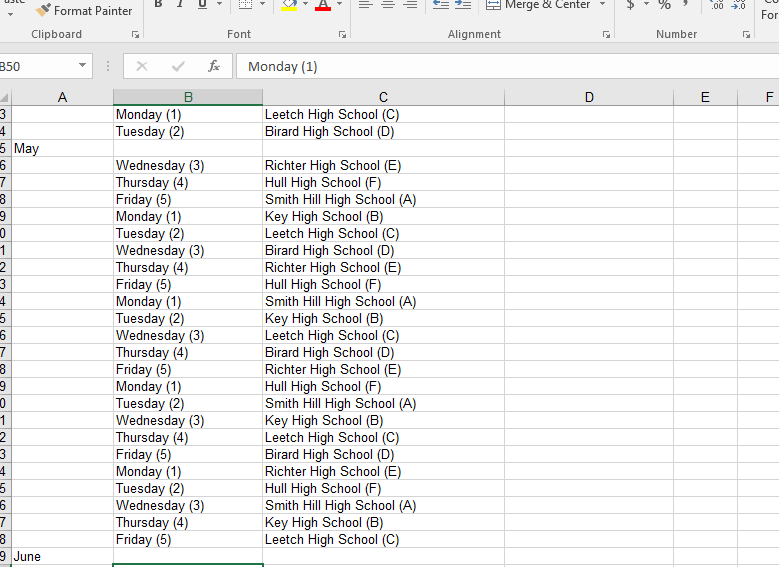 Format Painter B I U A Merge & Center $ % , .00 .00
Clipboard Font Alignment Number
B50 fx Monday (1)
A B C D E F
3 Monday (1) Leetch High School (C)
4 Tuesday (2) Birard High School (D)
5 May
6 Wednesday (3) Richter High School (E)
7 Thursday (4) Hull High School (F)
8 Friday (5) Smith Hill High School (A)
9 Monday (1) Key High School (B)
0 Tuesday (2) Leetch High School (C)
1 Wednesday (3) Birard High School (D)
2 Thursday (4) Richter High School (E)
3 Friday (5) Hull High School (F)
4 Monday (1) Smith Hill High School (A)
5 Tuesday (2) Key High School (B)
6 Wednesday (3) Leetch High School (C)
7 Thursday (4) Birard High School (D)
8 Friday (5) Richter High School (E)
9 Monday (1) Hull High School (F)
0 Tuesday (2) Smith Hill High School (A)
1 Wednesday (3) Key High School (B)
2 Thursday (4) Leetch High School (C)
3 Friday (5) Birard High School (D)
4 Monday (1) Richter High School (E)
5 Tuesday (2) Hull High School (F)
6 Wednesday (3) Smith Hill High School (A)
7 Thursday (4) Key High School (B)
8 Friday (5) Leetch High School (C)
9 June